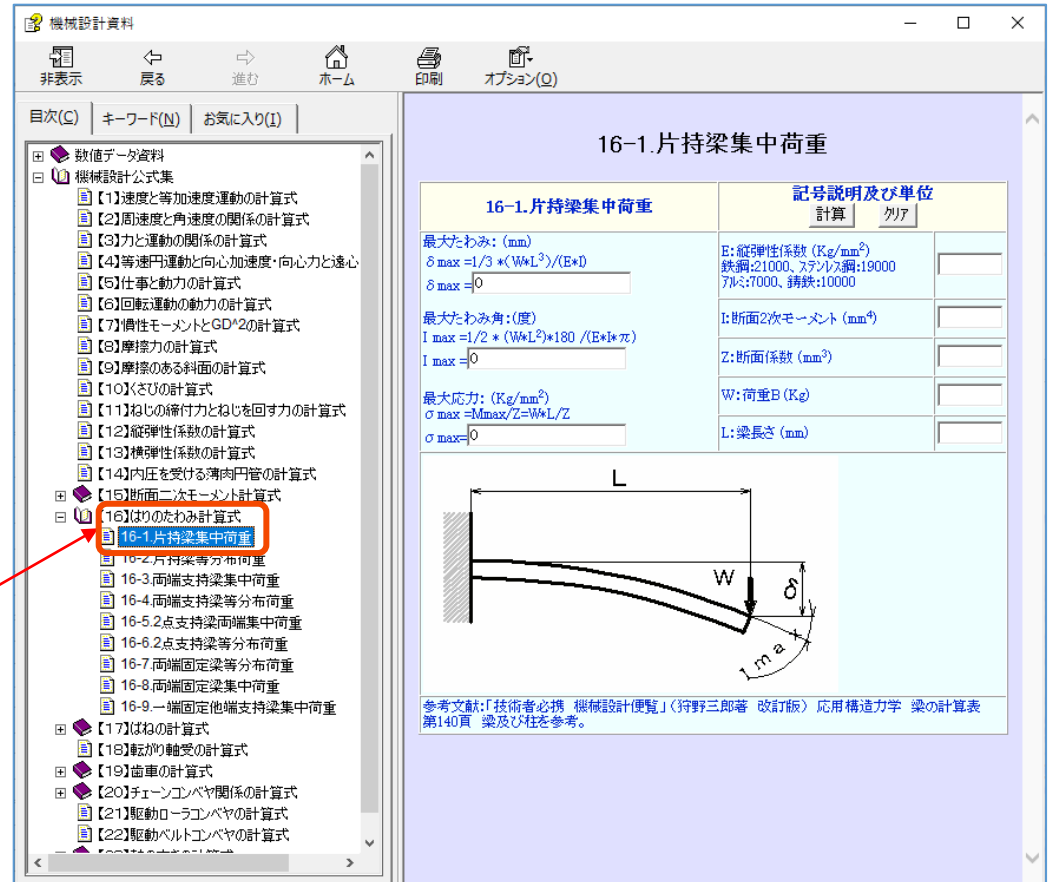 機械設計資料
非表示 戻る 進む ホーム 印刷 オプション(O)
目次(C) キーワード(N) お気に入り(I)
数値データ資料
機械設計公式集
【1】速度と等加速度運動の計算式
【2】周速度と角速度の関係の計算式
【3】力と運動の関係の計算式
【4】等速円運動と向心加速度・向心力と遠心
【5】仕事と動力の計算式
【6】回転運動の動力の計算式
【7】慣性モーメントとGD^2の計算式
【8】摩擦力の計算式
【9】摩擦のある斜面の計算式
【10】くさびの計算式
【11】ねじの締付力とねじを回す力の計算式
【12】縦弾性係数の計算式
【13】横弾性係数の計算式
【14】内圧を受ける薄肉円管の計算式
【15】断面二次モーメント計算式
【16】はりのたわみ計算式
16-1.片持梁集中荷重
16-2.片持梁等分布荷重
16-3.両端支持梁集中荷重
16-4.両端支持梁等分布荷重
16-5.2点支持梁両端集中荷重
16-6.2点支持梁等分布荷重
16-7.両端固定梁等分布荷重
16-8.両端固定梁集中荷重
16-9.一端固定他端支持梁集中荷重
【17】ばねの計算式
【18】転がり軸受の計算式
【19】歯車の計算式
【20】チェーンコンベヤ関係の計算式
【21】駆動ローラコンベヤの計算式
【22】駆動ベルトコンベヤの計算式
16-1.片持梁集中荷重
16-1.片持梁集中荷重
記号説明及び単位
計算 クリア
最大たわみ: (mm)
δ max =1/3 *(W*L³)/(E*I)
δ max =0
最大たわみ角:(度)
I max =1/2 * (W*L²)*180 /(E*I*π)
I max =0
最大応力: (Kg/mm²)
σ max =Mmax/Z=W*L/Z
σ max=0
E:縦弾性係数 (Kg/mm²)
鉄鋼:21000、ステンレス鋼:19000
アルミ:7000、鋳鉄:10000
I:断面2次モーメント (mm⁴)
Z:断面係数 (mm³)
W:荷重B (Kg)
L:梁長さ (mm)
L
W
δ
I max
参考文献:「技術者必携 機械設計便覧」(狩野三郎著 改訂版) 応用構造力学 梁の計算表
第140頁 梁及び柱を参考。